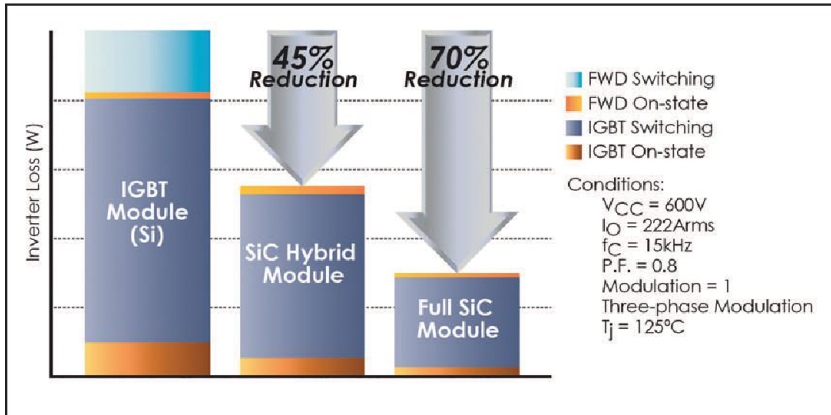 45%
Reduction
70%
Reduction
Inverter Loss (W)
IGBT
Module
(Si)
SiC Hybrid
Module
Full SiC
Module
FWD Switching
FWD On-state
IGBT Switching
IGBT On-state
Conditions:
VCC = 600V
IO = 222Arms
fC = 15kHz
P.F. = 0.8
Modulation = 1
Three-phase Modulation
Tj = 125ºC